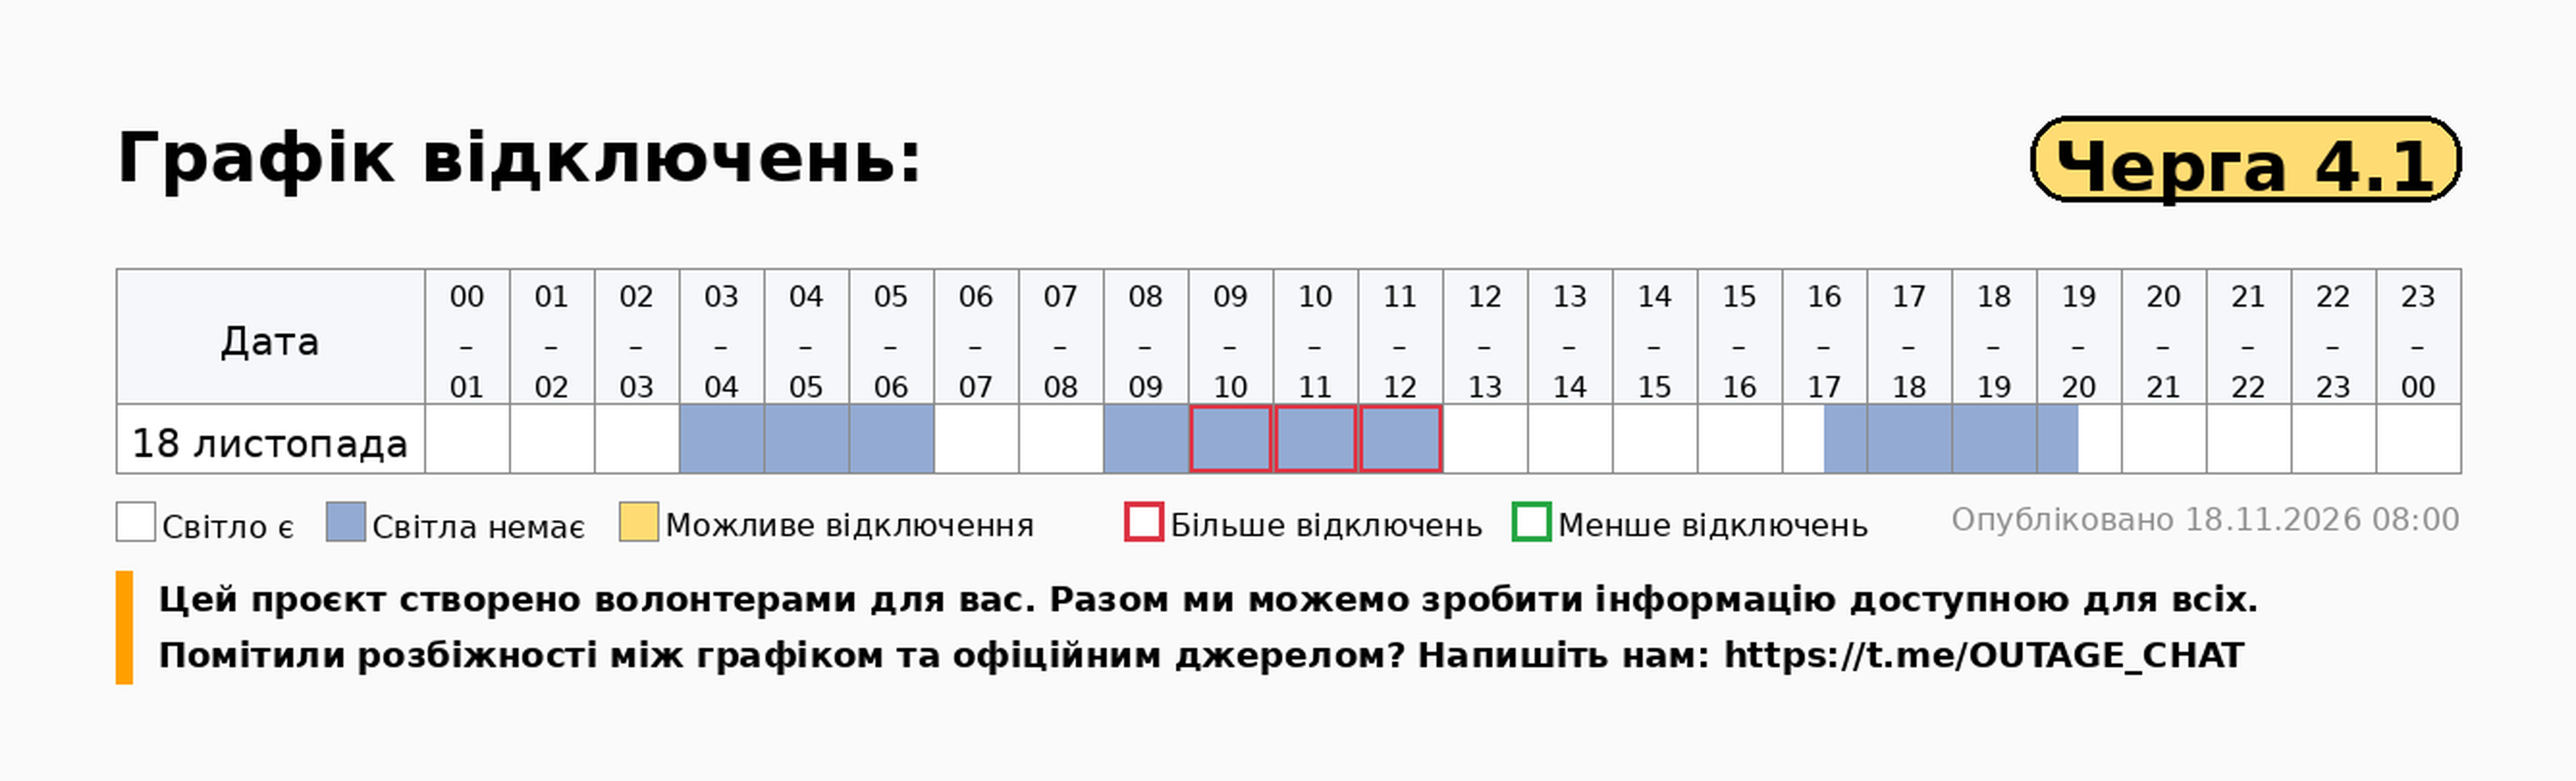 Графік відключень:
Черга 4.1
Дата
00 – 01
01 – 02
02 – 03
03 – 04
04 – 05
05 – 06
06 – 07
07 – 08
08 – 09
09 – 10
10 – 11
11 – 12
12 – 13
13 – 14
14 – 15
15 – 16
16 – 17
17 – 18
18 – 19
19 – 20
20 – 21
21 – 22
22 – 23
23 – 00
18 листопада
Світло є
Світла немає
Можливе відключення
Більше відключень
Менше відключень
Опубліковано 18.11.2026 08:00
Цей проєкт створено волонтерами для вас. Разом ми можемо зробити інформацію доступною для всіх.
Помітили розбіжності між графіком та офіційним джерелом? Напишіть нам: https://t.me/OUTAGE_CHAT